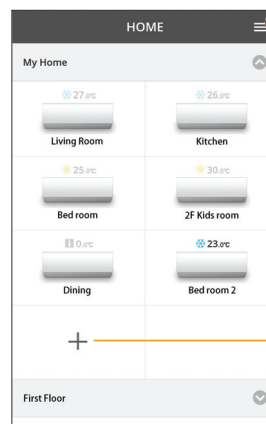 HOME
My Home
27.0°C
26.0°C
Living Room
Kitchen
25.0°C
30.0°C
Bed room
2F Kids room
0.0°C
23.0°C
Dining
Bed room 2
First Floor